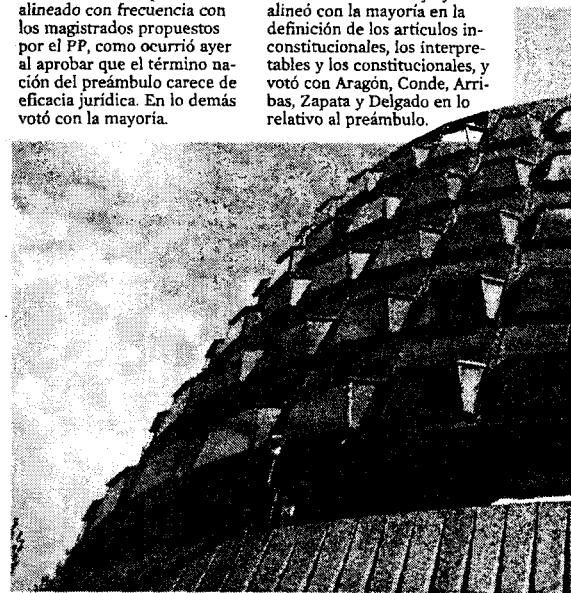 alineado con frecuencia con
los magistrados propuestos
por el PP, como ocurrió ayer
al aprobar que el término na-
ción del preámbulo carece de
eficacia jurídica. En lo demás
votó con la mayoría.
alineó con la mayoría en la
definición de los artículos in-
constitucionales, los interpre-
tables y los constitucionales, y
votó con Aragón, Conde, Arri-
bas, Zapata y Delgado en lo
relativo al preámbulo.